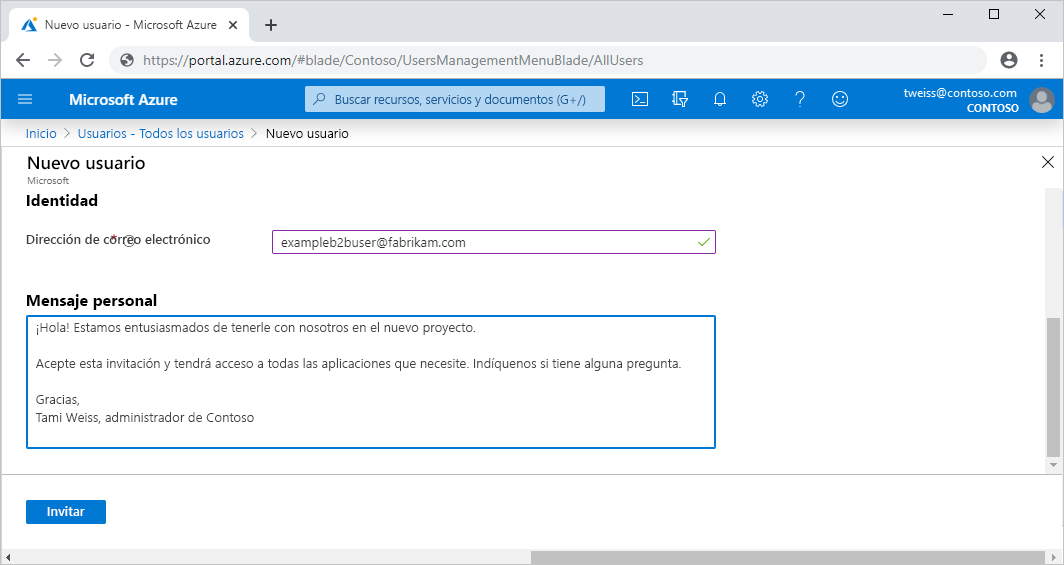 Nuevo usuario - Microsoft Azure
https://portal.azure.com/#blade/Contoso/UsersManagementMenuBlade/AllUsers
Microsoft Azure
Buscar recursos, servicios y documentos (G+/)
tweiss@contoso.com
CONTOSO
Inicio > Usuarios - Todos los usuarios > Nuevo usuario
Nuevo usuario
Microsoft
Identidad
Dirección de correo electrónico *
exampleb2buser@fabrikam.com
Mensaje personal
¡Hola! Estamos entusiasmados de tenerle con nosotros en el nuevo proyecto.
Acepte esta invitación y tendrá acceso a todas las aplicaciones que necesite. Indíquenos si tiene alguna pregunta.
Gracias,
Tami Weiss, administrador de Contoso
Invitar